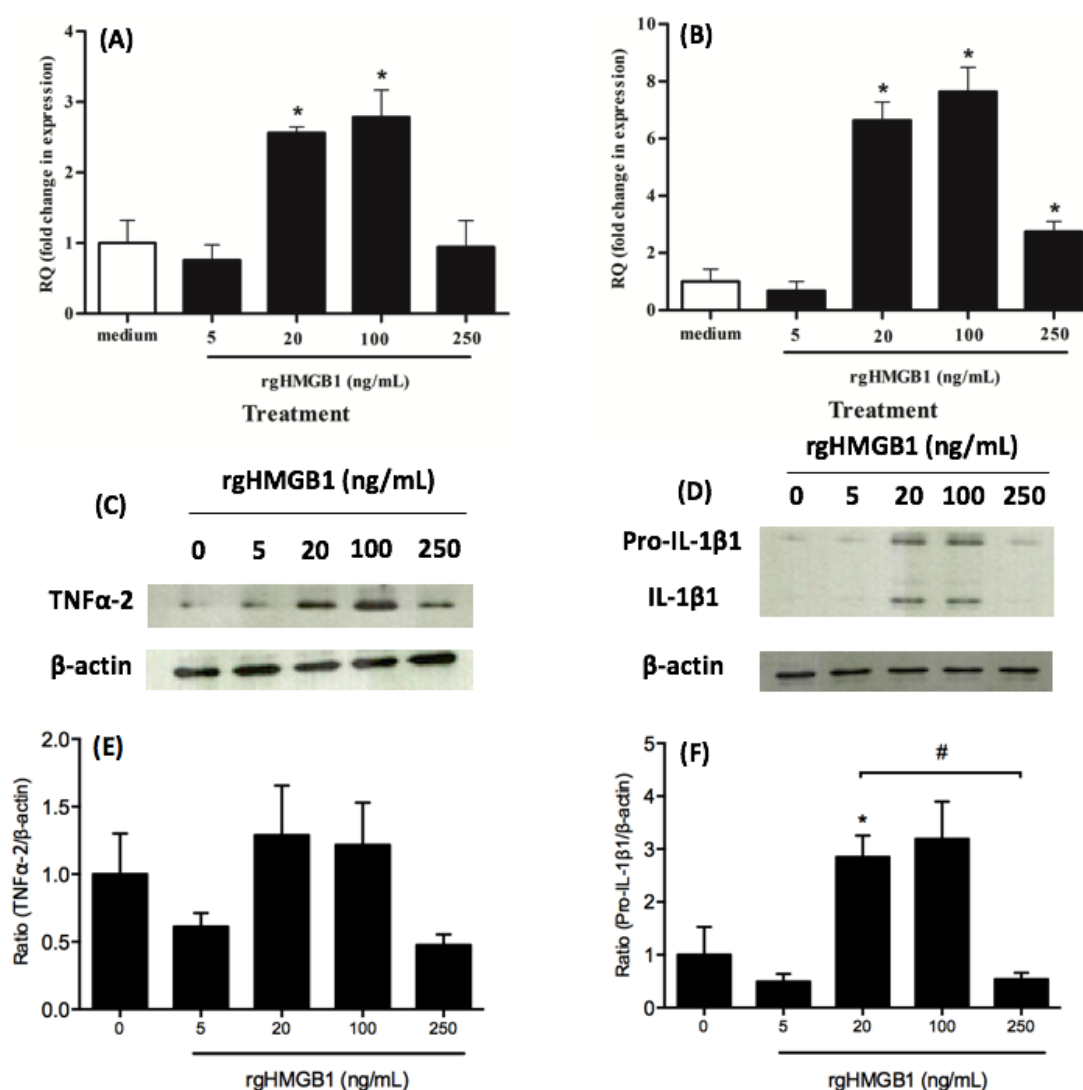 (A)
RQ (fold change in expression)
4
3
2
1
0
*
*
medium
5
20
100
250
rgHMGB1 (ng/mL)
Treatment
(B)
RQ (fold change in expression)
10
8
6
4
2
0
*
*
*
medium
5
20
100
250
rgHMGB1 (ng/mL)
Treatment
(C)
rgHMGB1 (ng/mL)
0 5 20 100 250
TNFα-2
β-actin
(D)
rgHMGB1 (ng/mL)
0 5 20 100 250
Pro-IL-1β1
IL-1β1
β-actin
(E)
Ratio (TNFα-2/β-actin)
2.0
1.5
1.0
0.5
0.0
0
5
20
100
250
rgHMGB1 (ng/mL)
(F)
Ratio (Pro-IL-1β1/β-actin)
5
4
3
2
1
0
#
*
0
5
20
100
250
rgHMGB1 (ng/mL)